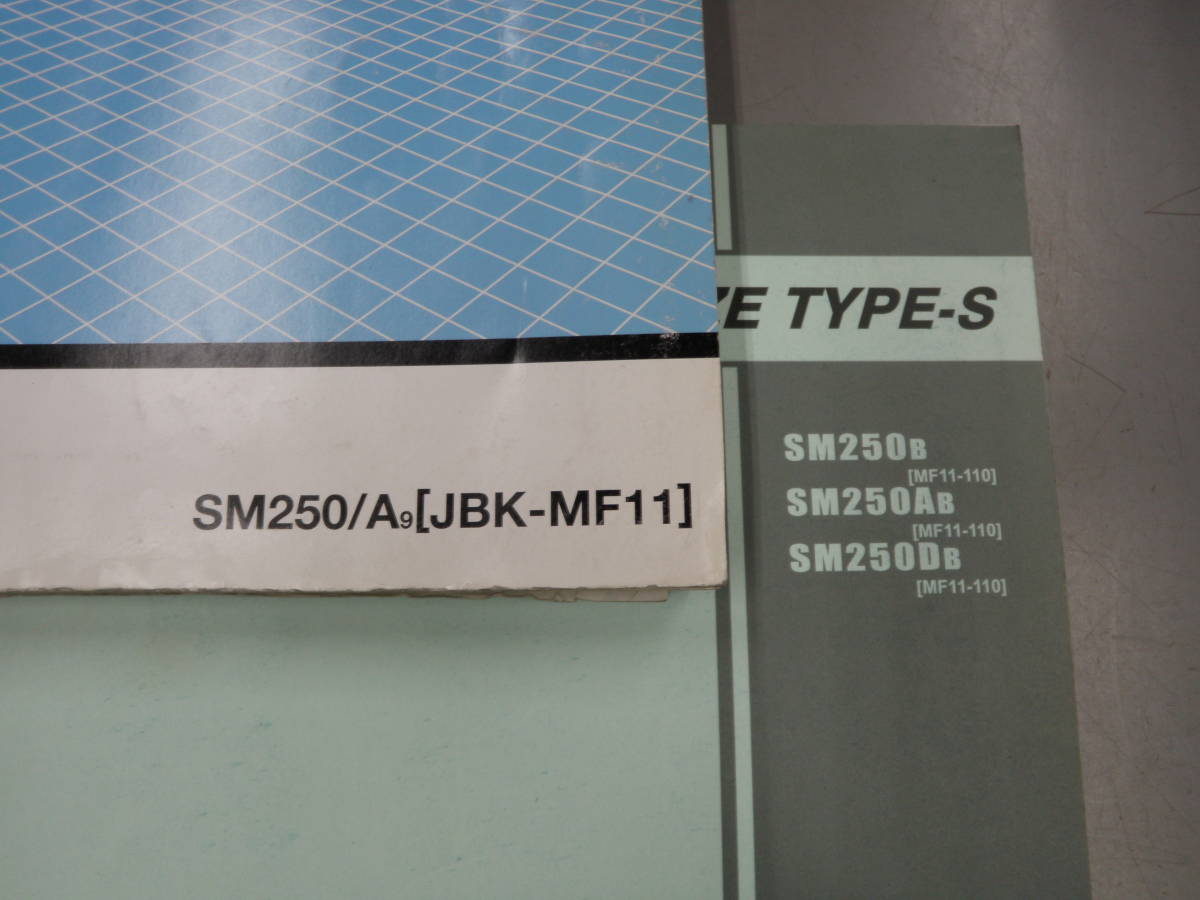 SM250/A9[JBK-MF11]
TYPE-S
SM250B
[MF11-110]
SM250AB
[MF11-110]
SM250DB
[MF11-110]